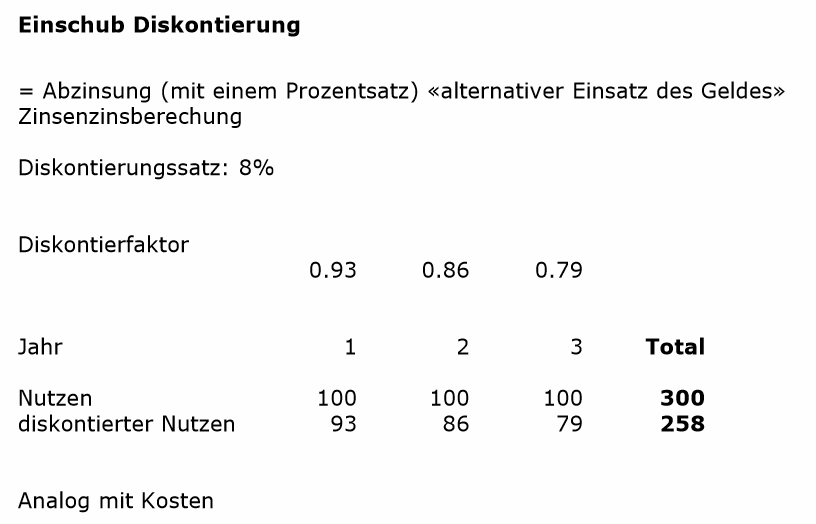 Einschub Diskontierung
= Abzinsung (mit einem Prozentsatz) «alternativer Einsatz des Geldes»
Zinsenzinsberechung
Diskontierungssatz: 8%
Diskontierfaktor
0.93 0.86 0.79
Jahr 1 2 3 Total
Nutzen 100 100 100 300
diskontierter Nutzen 93 86 79 258
Analog mit Kosten